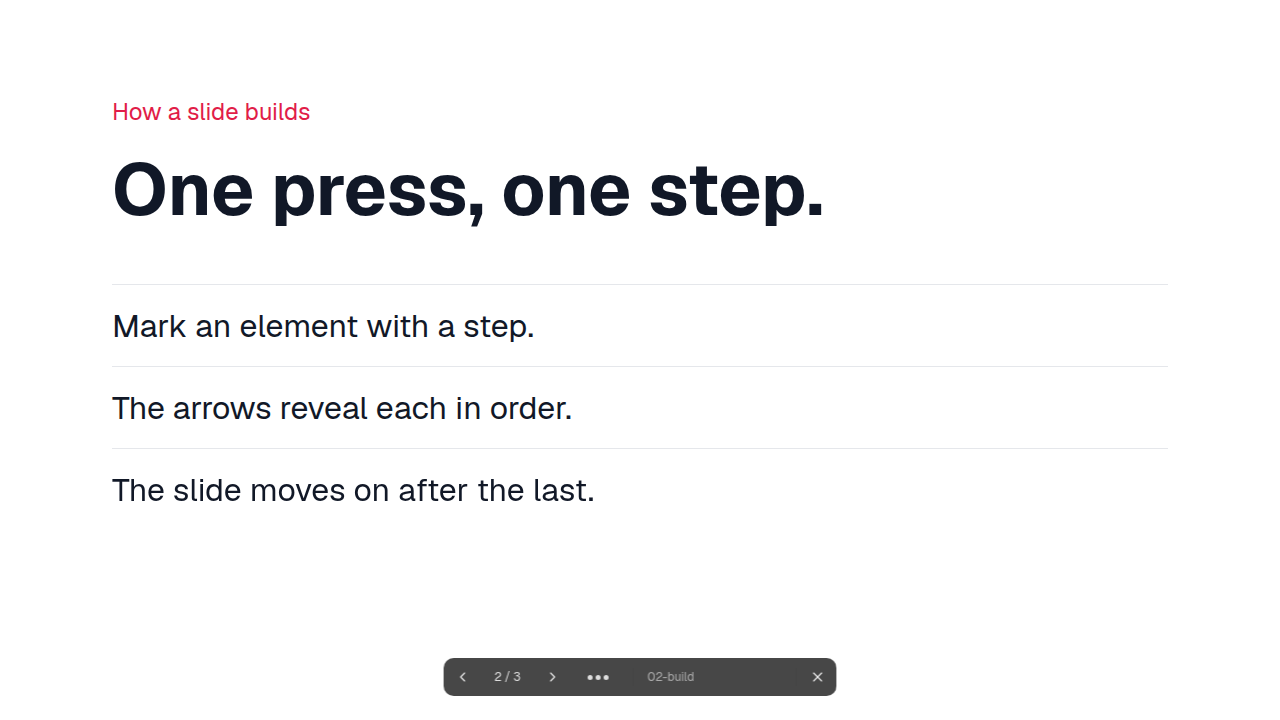 How a slide builds
One press, one step.
Mark an element with a step.
The arrows reveal each in order.
The slide moves on after the last.
2 / 3
02-build